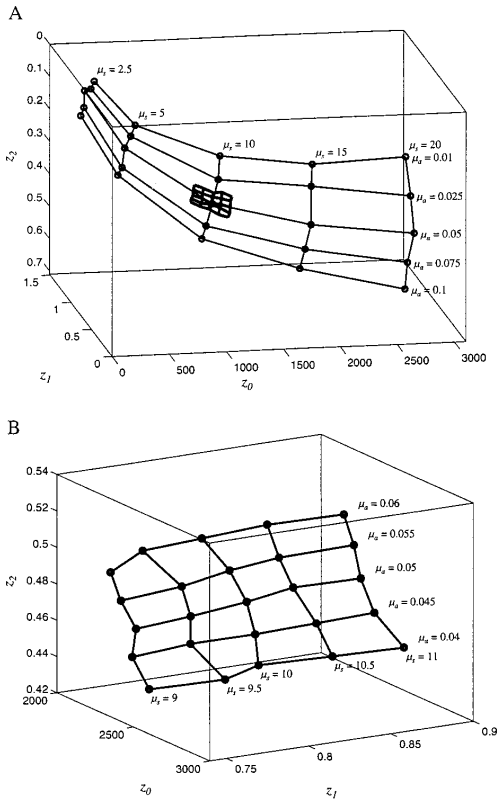 A
0
0.1
0.2
0.3
0.4
0.5
0.6
0.7
1.5
1
0.5
0
z₂
z₁
0
500
1000
1500
2000
2500
3000
z₀
μₛ = 2.5
μₛ = 5
μₛ = 10
μₛ = 15
μₛ = 20
μₐ = 0.01
μₐ = 0.025
μₐ = 0.05
μₐ = 0.075
μₐ = 0.1
B
0.54
0.52
0.5
0.48
0.46
0.44
0.42
z₂
2000
2500
3000
z₀
0.75
0.8
0.85
0.9
z₁
μₐ = 0.06
μₐ = 0.055
μₐ = 0.05
μₐ = 0.045
μₐ = 0.04
μₛ = 9
μₛ = 9.5
μₛ = 10
μₛ = 10.5
μₛ = 11